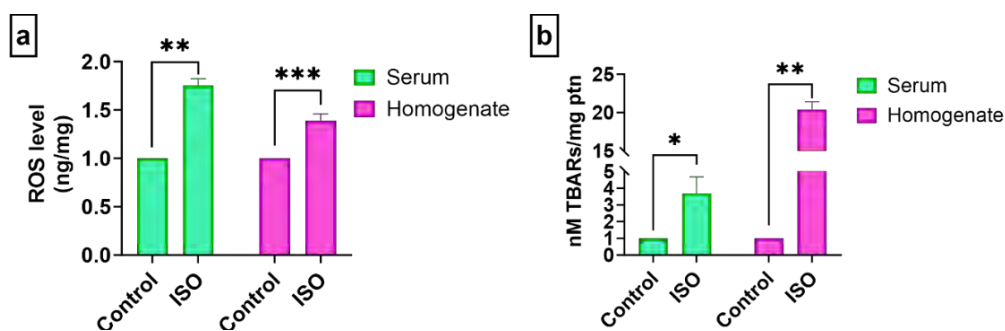 a
ROS level
(ng/mg)
2.0
1.5
1.0
0.5
0.0
**
***
Serum
Homogenate
Control
ISO
Control
ISO
b
nM TBARs/mg ptn
25
20
15
5
4
3
2
1
0
*
**
Serum
Homogenate
Control
ISO
Control
ISO